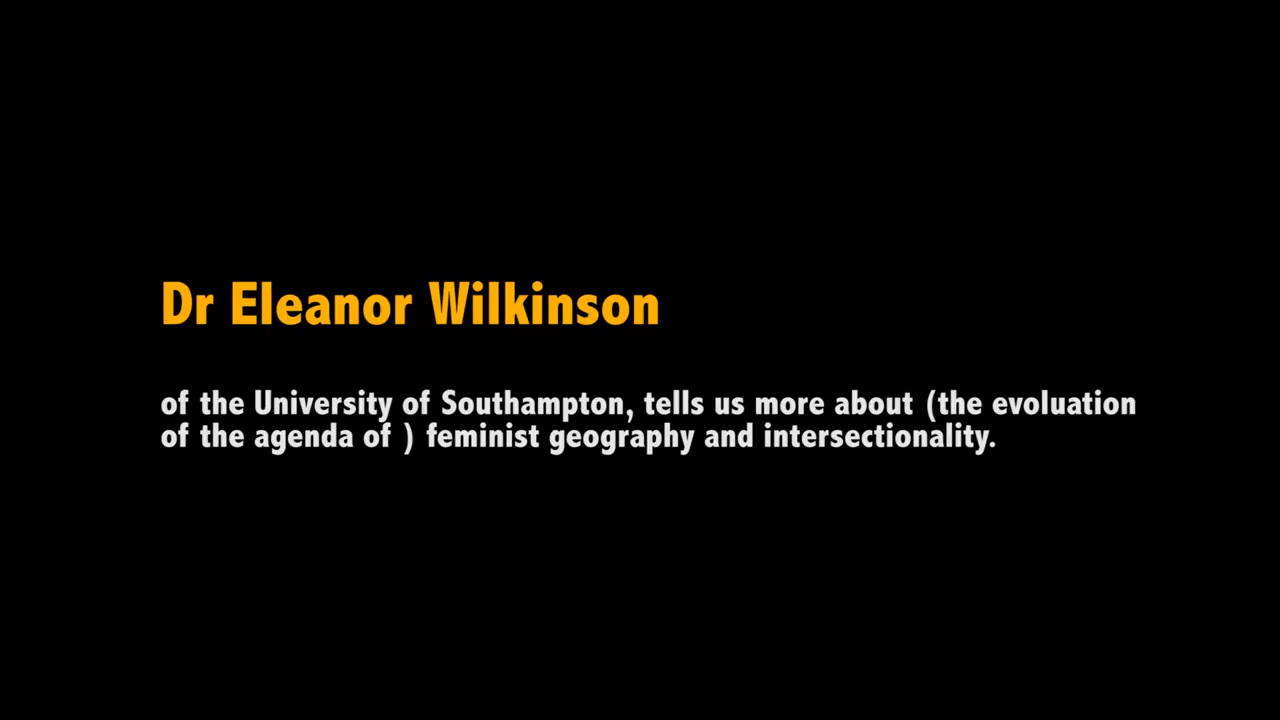 Dr Eleanor Wilkinson
of the University of Southampton, tells us more about (the evoluation
of the agenda of ) feminist geography and intersectionality.